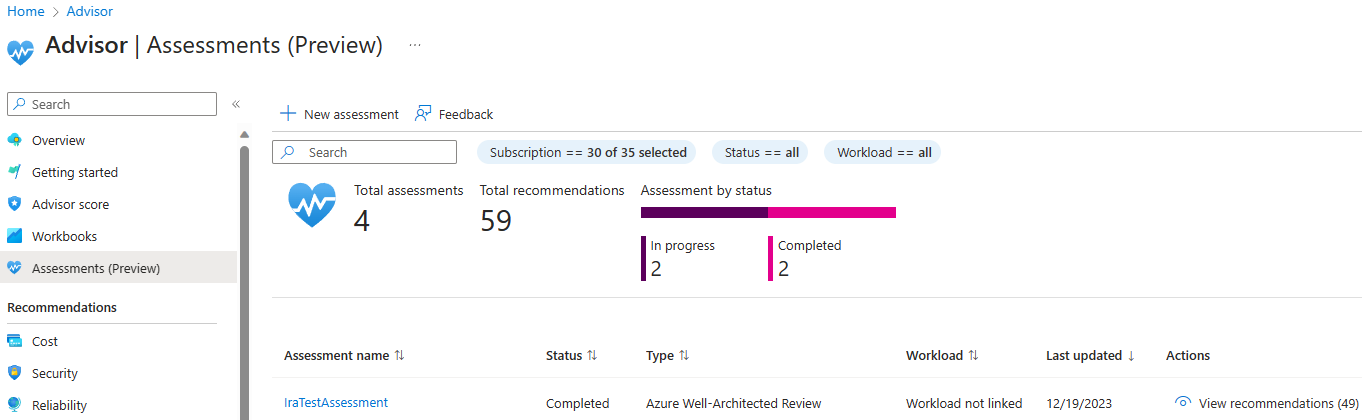 Home > Advisor
Advisor | Assessments (Preview) ...
Search «
Overview
Getting started
Advisor score
Workbooks
Assessments (Preview)
Recommendations
Cost
Security
Reliability
+ New assessment Feedback
Search Subscription == 30 of 35 selected Status == all Workload == all
Total assessments Total recommendations Assessment by status
4 59
In progress Completed
2 2
Assessment name ↑↓ Status ↑↓ Type ↑↓ Workload ↑↓ Last updated ↓ Actions
IraTestAssessment Completed Azure Well-Architected Review Workload not linked 12/19/2023 View recommendations (49)